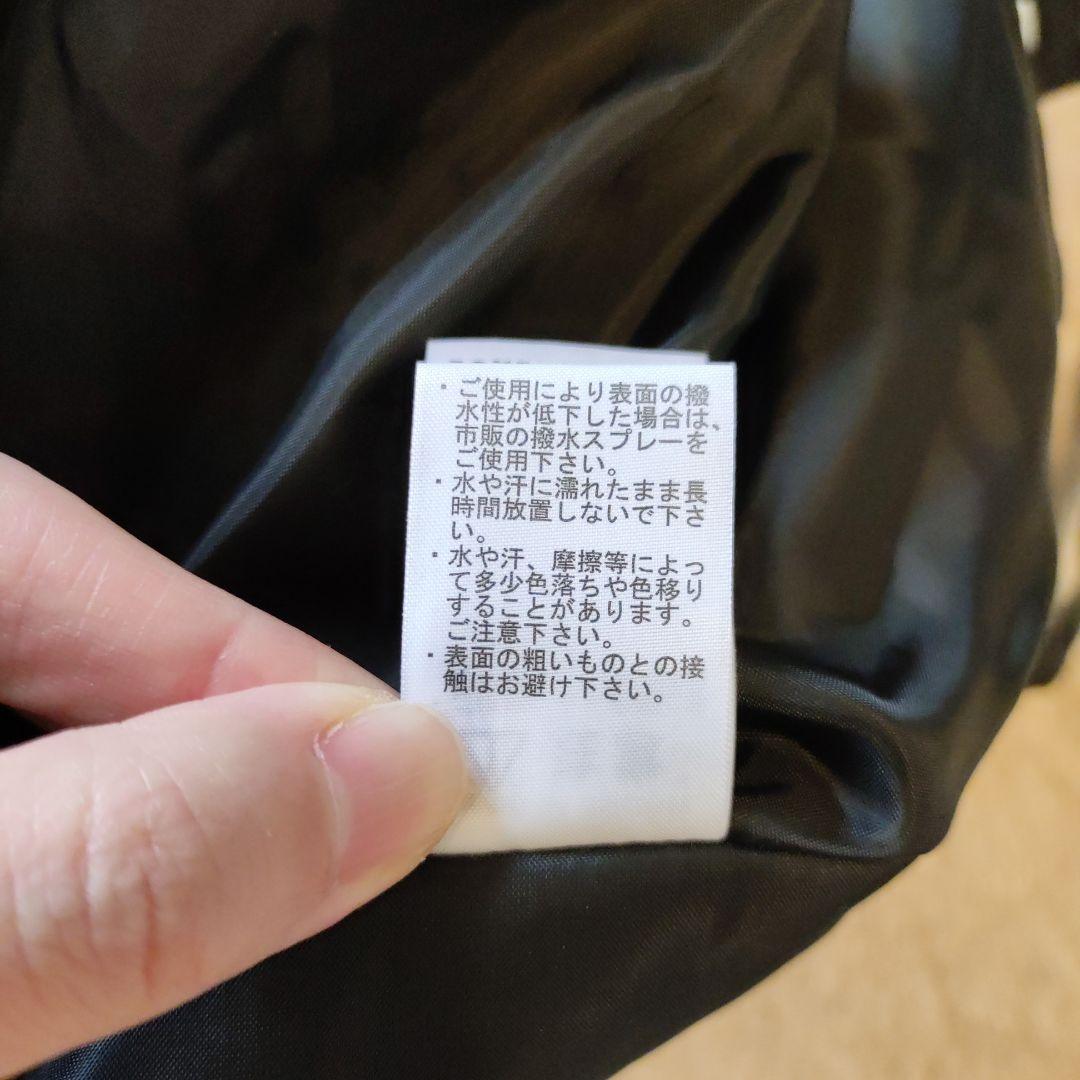 ・ご使用により表面の撥
水性が低下した場合は、
市販の撥水スプレーを
ご使用下さい。
・水や汗に濡れたまま長
時間放置しないで下さ
い。
・水や汗、摩擦等によっ
て多少色落ちや色移り
することがあります。
ご注意下さい。
・表面の粗いものとの接
触はお避け下さい。